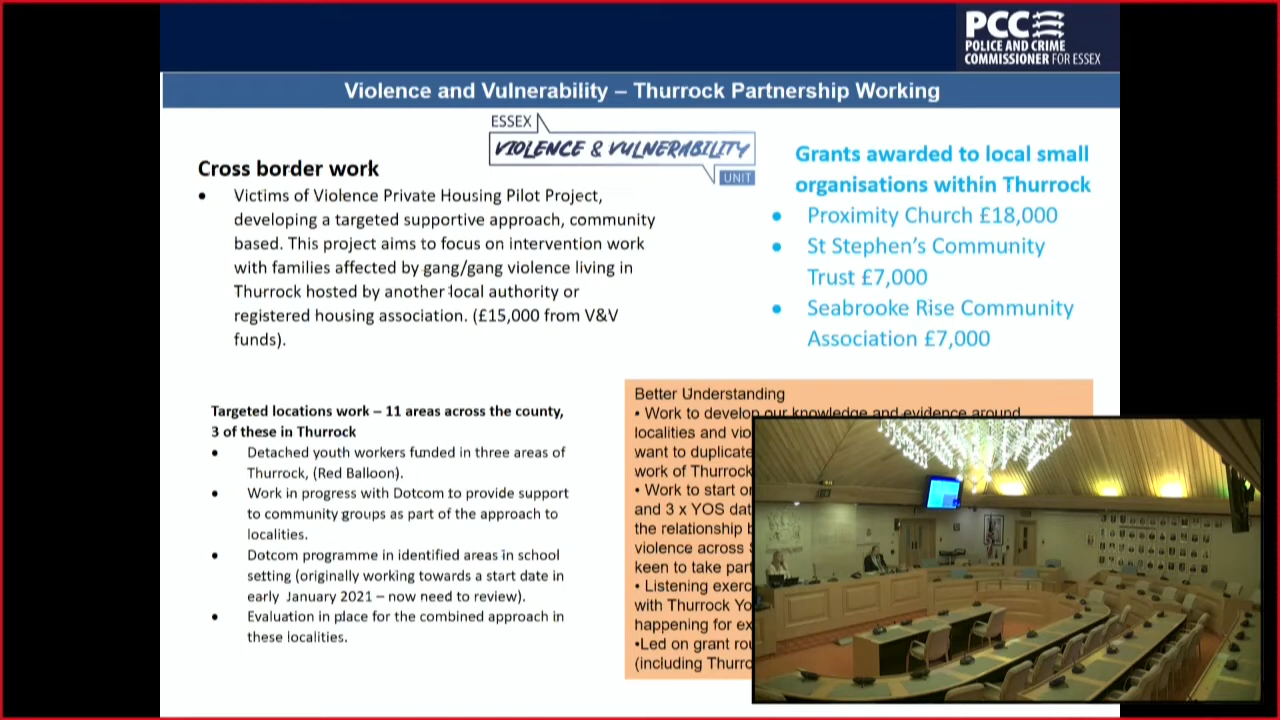 PCC
POLICE AND CRIME
COMMISSIONER FOR ESSEX
Violence and Vulnerability – Thurrock Partnership Working
ESSEX
VIOLENCE & VULNERABILITY
UNIT
Cross border work
• Victims of Violence Private Housing Pilot Project,
developing a targeted supportive approach, community
based. This project aims to focus on intervention work
with families affected by gang/gang violence living in
Thurrock hosted by another local authority or
registered housing association. (£15,000 from V&V
funds).
Grants awarded to local small
organisations within Thurrock
• Proximity Church £18,000
• St Stephen's Community
Trust £7,000
• Seabrooke Rise Community
Association £7,000
Targeted locations work – 11 areas across the county,
3 of these in Thurrock
• Detached youth workers funded in three areas of
Thurrock, (Red Balloon).
• Work in progress with Dotcom to provide support
to community groups as part of the approach to
localities.
• Dotcom programme in identified areas in school
setting (originally working towards a start date in
early January 2021 – now need to review).
• Evaluation in place for the combined approach in
these localities.
Better Understanding
• Work to develop our knowledge and evidence around
localities and
want to duplicate
work of Thurrock
• Work to start
and 3 x YOS
the relationship
violence across
keen to take part
• Listening
with Thurrock
happening for
•Led on grant
(including